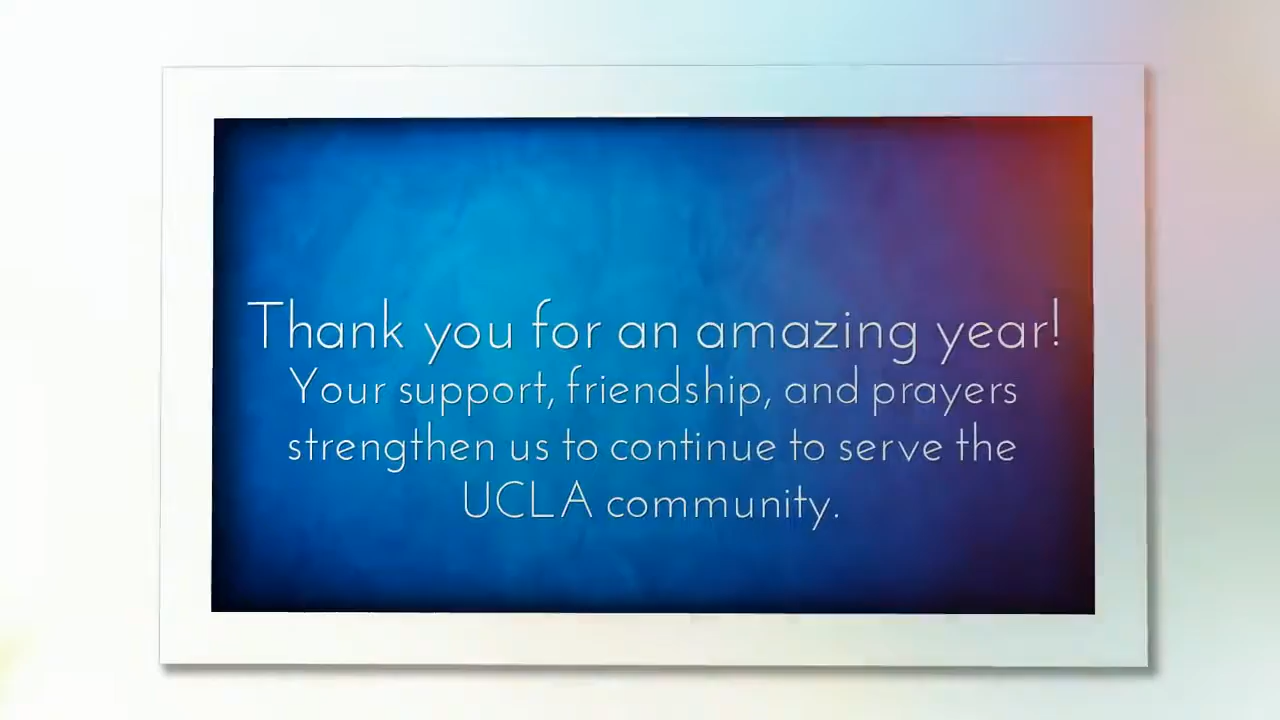 Thank you for an amazing year!
Your support, friendship, and prayers
strengthen us to continue to serve the
UCLA community.